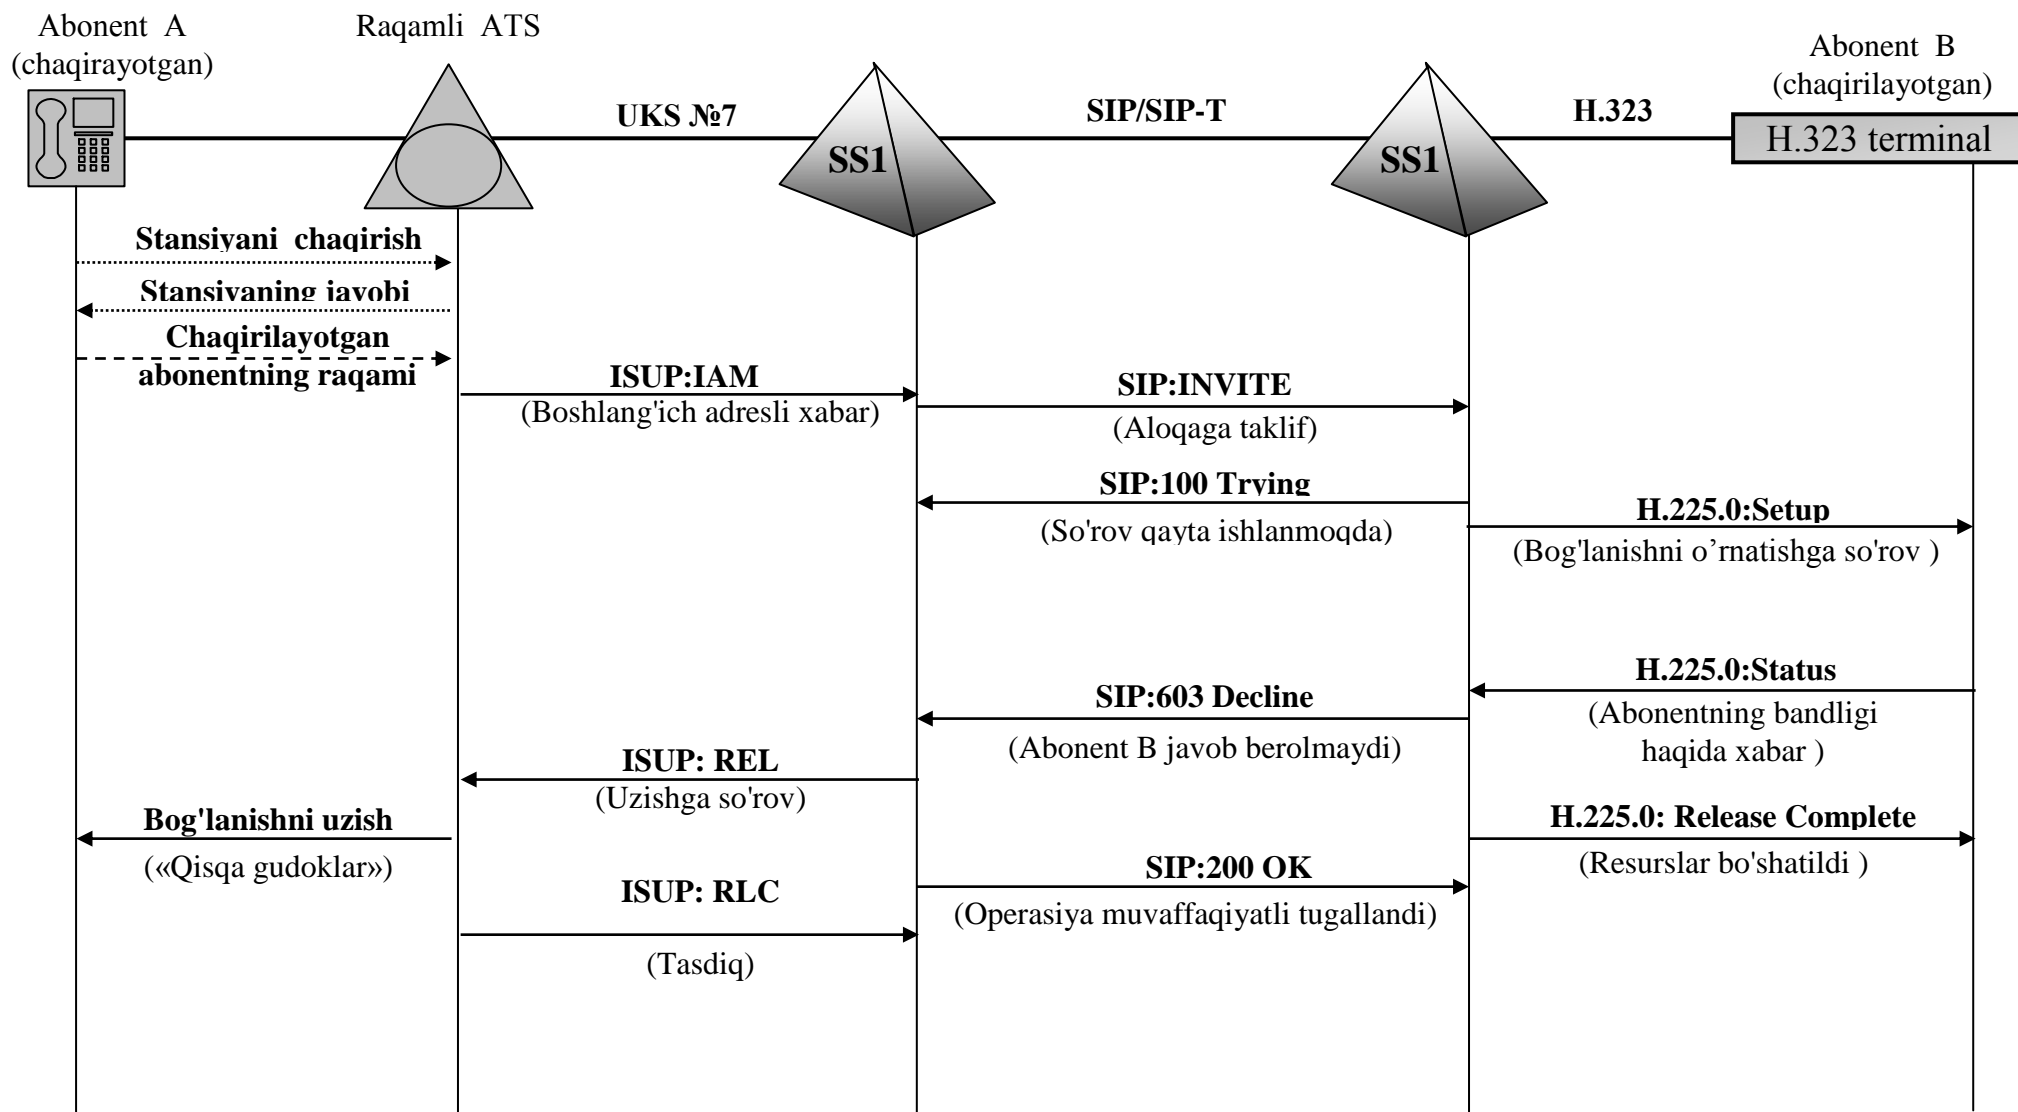 Abonent A
(chaqirayotgan)
Raqamli ATS
Abonent B
(chaqirilayotgan)
UKS №7
SIP/SIP-T
H.323
H.323 terminal
SS1
SS1
Stansiyani chaqirish
Stansiyaning javobi
Chaqirilayotgan
abonentning raqami
ISUP:IAM
(Boshlang'ich adresli xabar)
SIP:INVITE
(Aloqaga taklif)
SIP:100 Trying
(So'rov qayta ishlanmoqda)
H.225.0:Setup
(Bog'lanishni o’rnatishga so'rov )
H.225.0:Status
(Abonentning bandligi
haqida xabar )
SIP:603 Decline
(Abonent B javob berolmaydi)
ISUP: REL
(Uzishga so'rov)
Bog'lanishni uzish
(«Qisqa gudoklar»)
H.225.0: Release Complete
(Resurslar bo'shatildi )
SIP:200 OK
(Operasiya muvaffaqiyatli tugallandi)
ISUP: RLC
(Tasdiq)